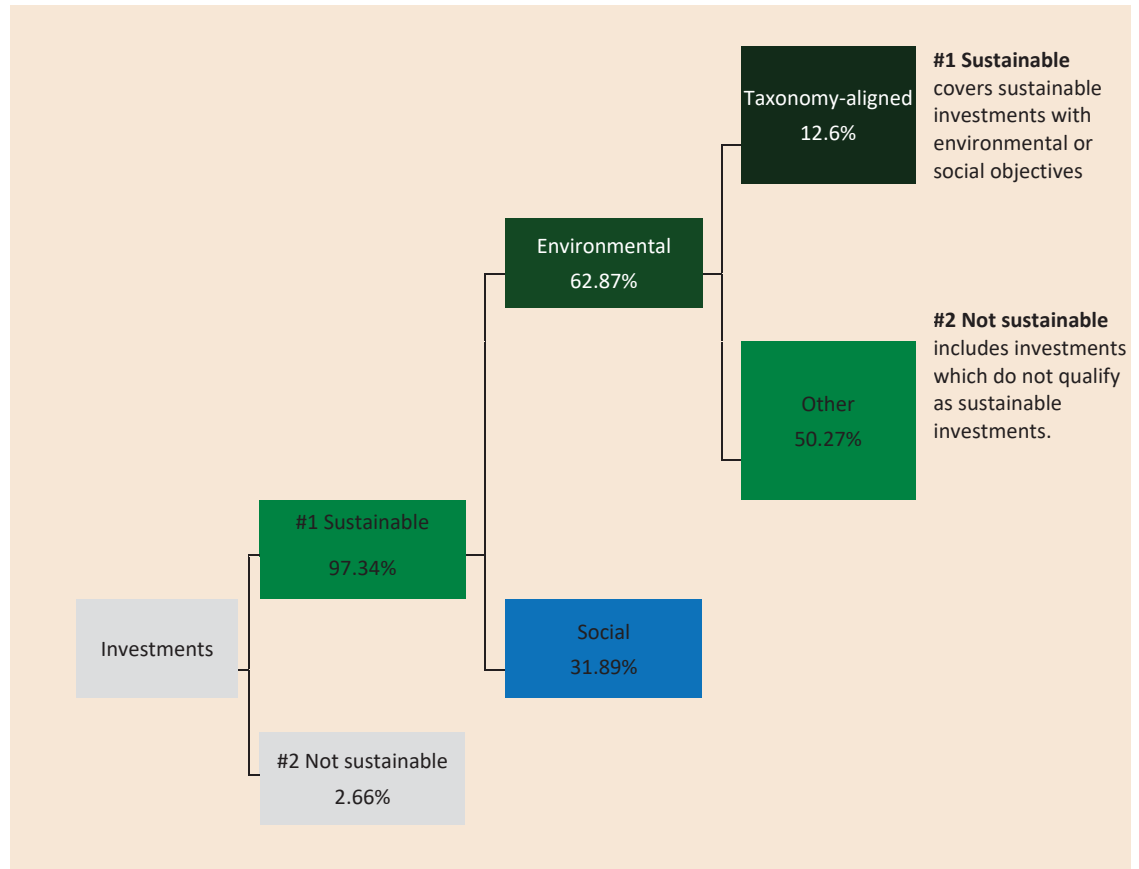 Taxonomy-aligned
12.6%
#1 Sustainable
covers sustainable
investments with
environmental or
social objectives
Environmental
62.87%
#2 Not sustainable
includes investments
which do not qualify
as sustainable
investments.
Other
50.27%
#1 Sustainable
97.34%
Investments
Social
31.89%
#2 Not sustainable
2.66%